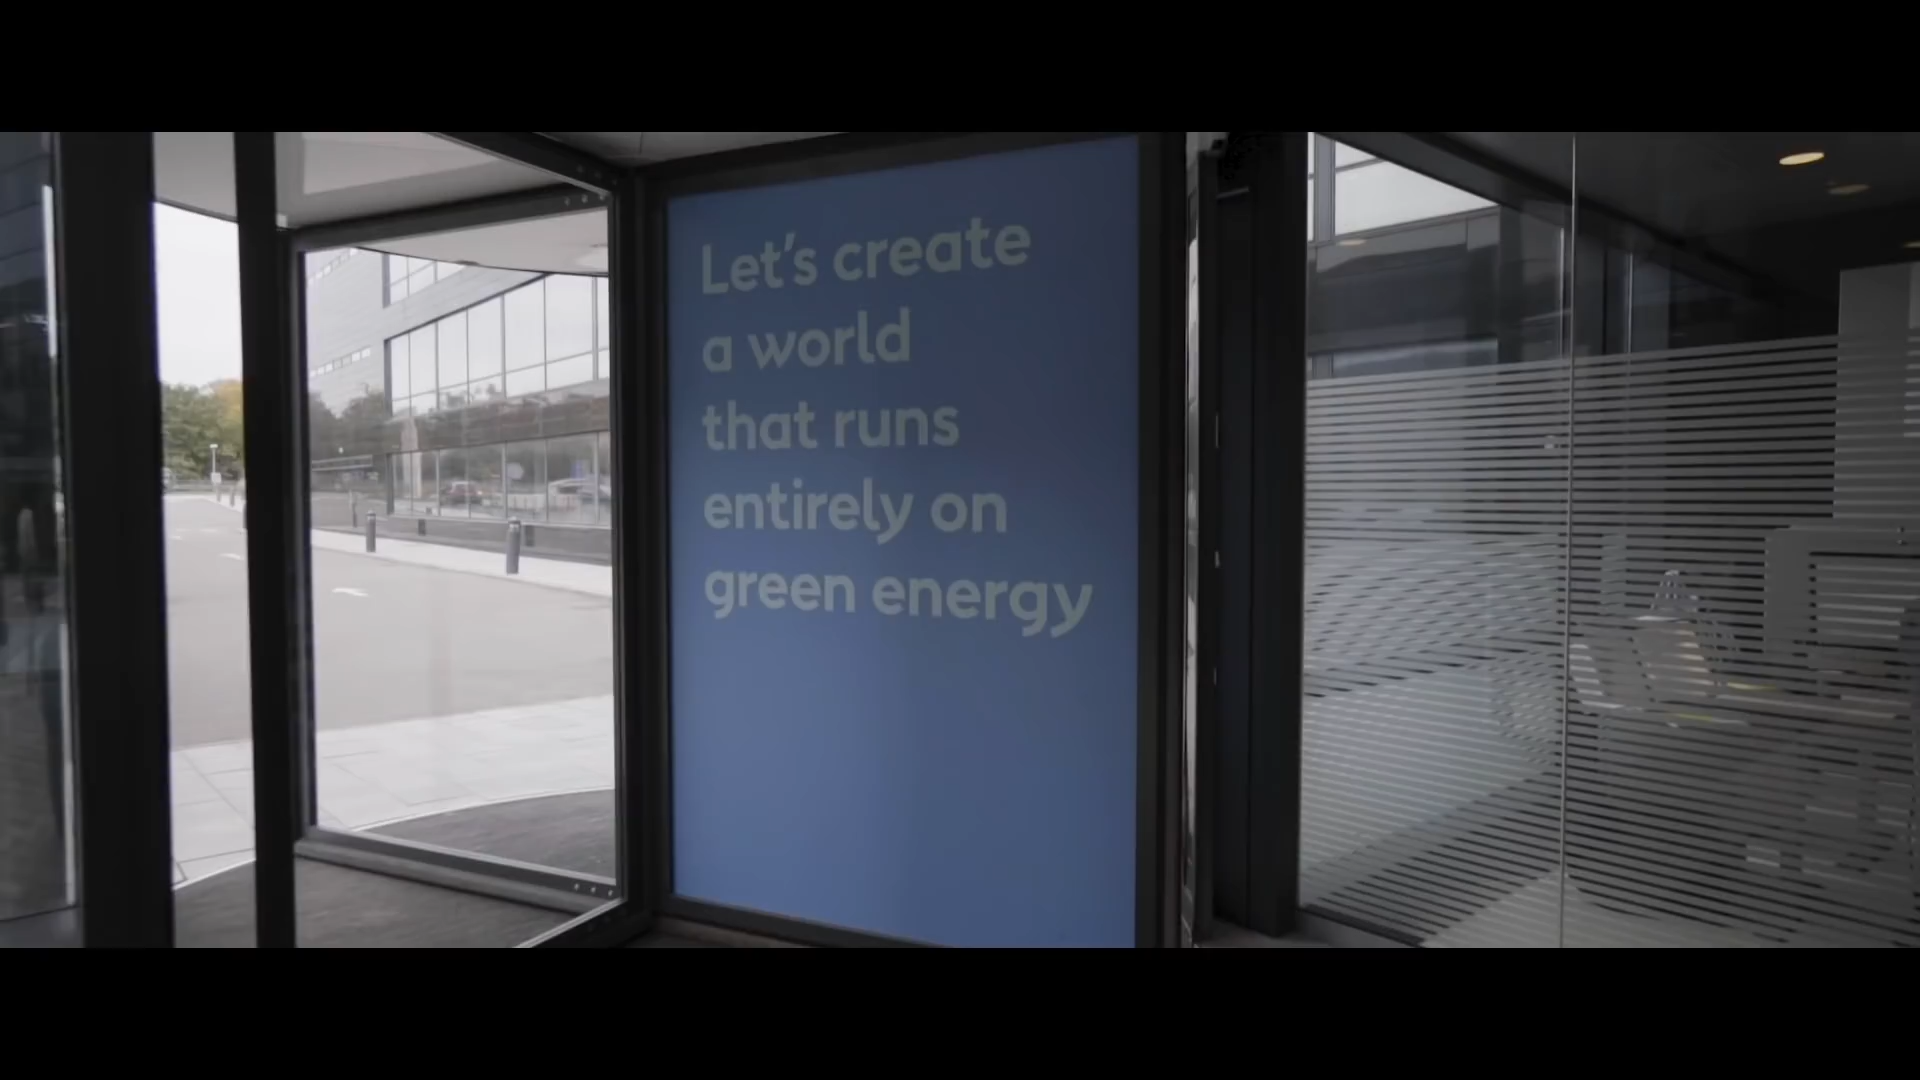 Let's create
a world
that runs
entirely on
green energy